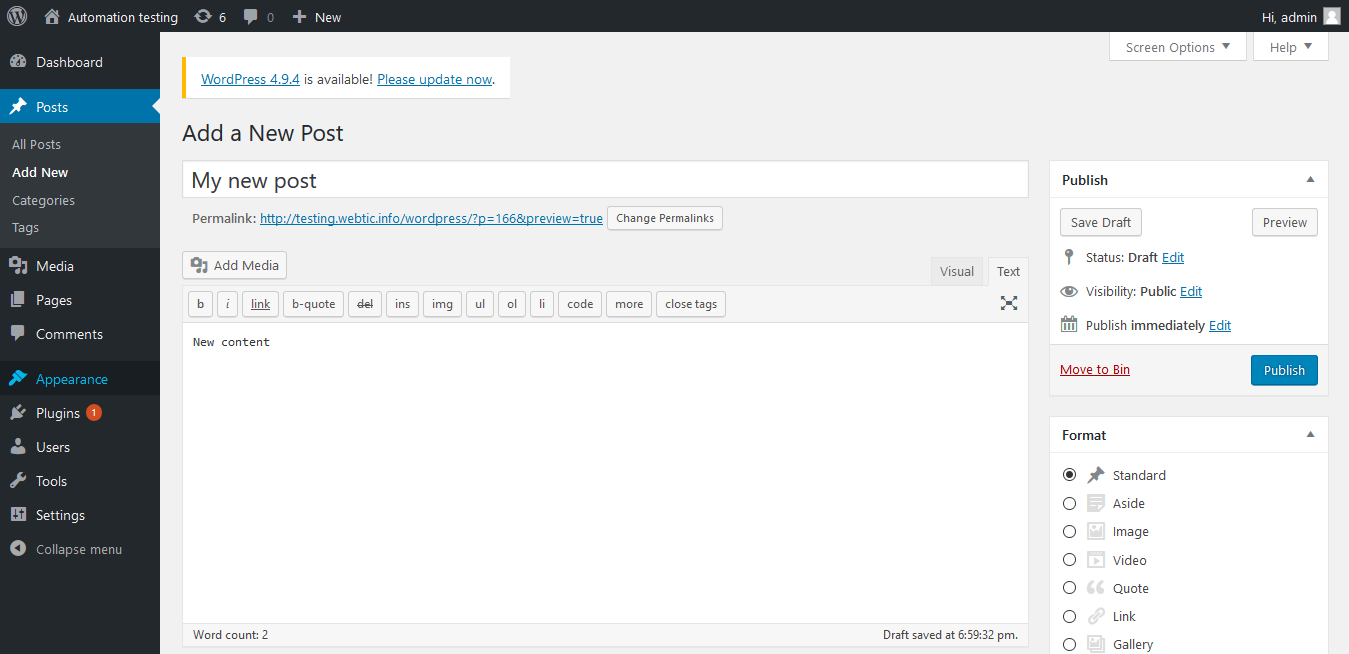 Automation testing 6 0 New Hi, admin
Screen Options Help
Dashboard
Posts
All Posts
Add New
Categories
Tags
Media
Pages
Comments
Appearance
Plugins 1
Users
Tools
Settings
Collapse menu
WordPress 4.9.4 is available! Please update now.
Add a New Post
My new post
Permalink: http://testing.webtic.info/wordpress/?p=166&preview=true Change Permalinks
Add Media
Visual Text
b i link b-quote del ins img ul ol li code more close tags
New content
Word count: 2 Draft saved at 6:59:32 pm.
Publish
Save Draft Preview
Status: Draft Edit
Visibility: Public Edit
Publish immediately Edit
Move to Bin Publish
Format
Standard
Aside
Image
Video
Quote
Link
Gallery